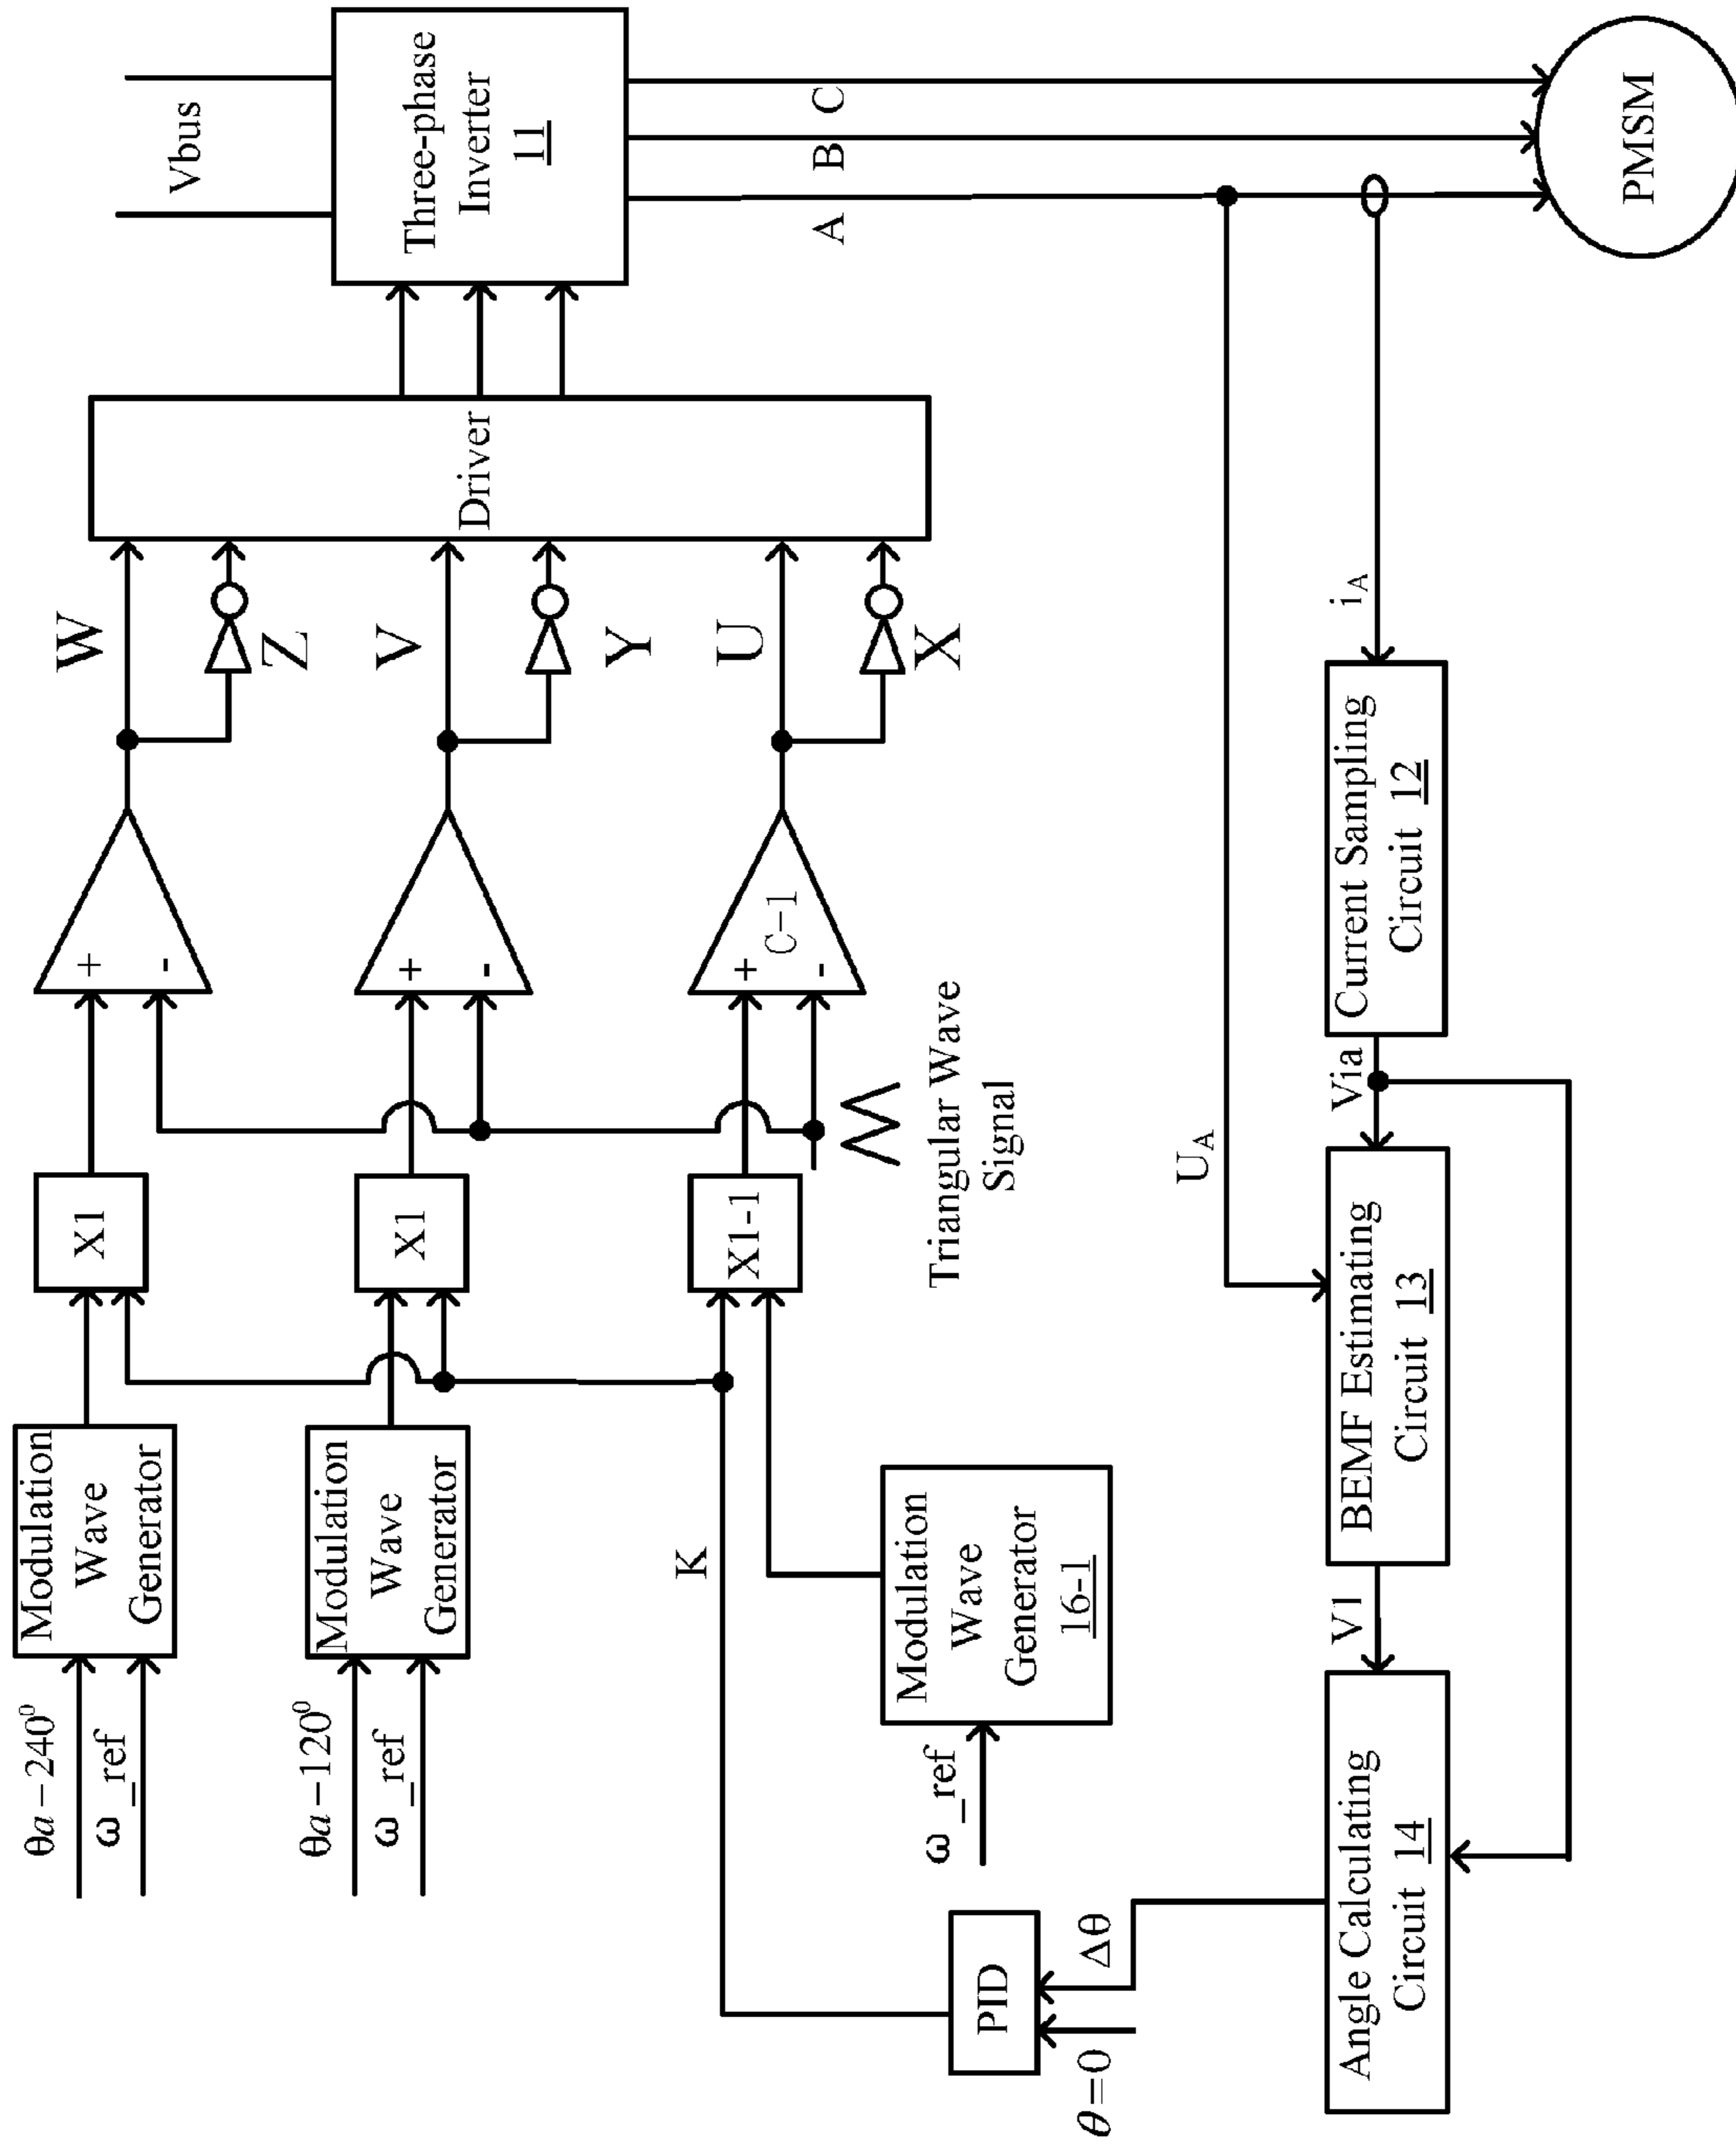 θa－240⁰
ω_ref
Modulation
Wave
Generator
X1
+
-
W
Z
θa－120⁰
ω_ref
Modulation
Wave
Generator
X1
+
-
V
Y
Driver
Vbus
Three-phase
Inverter
11
K
X1-1
+
-
C-1
U
X
ω_ref
Modulation
Wave
Generator
16-1
Triangular Wave
Signal
A
B
C
PID
θ=0
Δθ
U_A
Angle Calculating
Circuit 14
V1
BEMF Estimating
Circuit 13
Via
Current Sampling
Circuit 12
i_A
PMSM